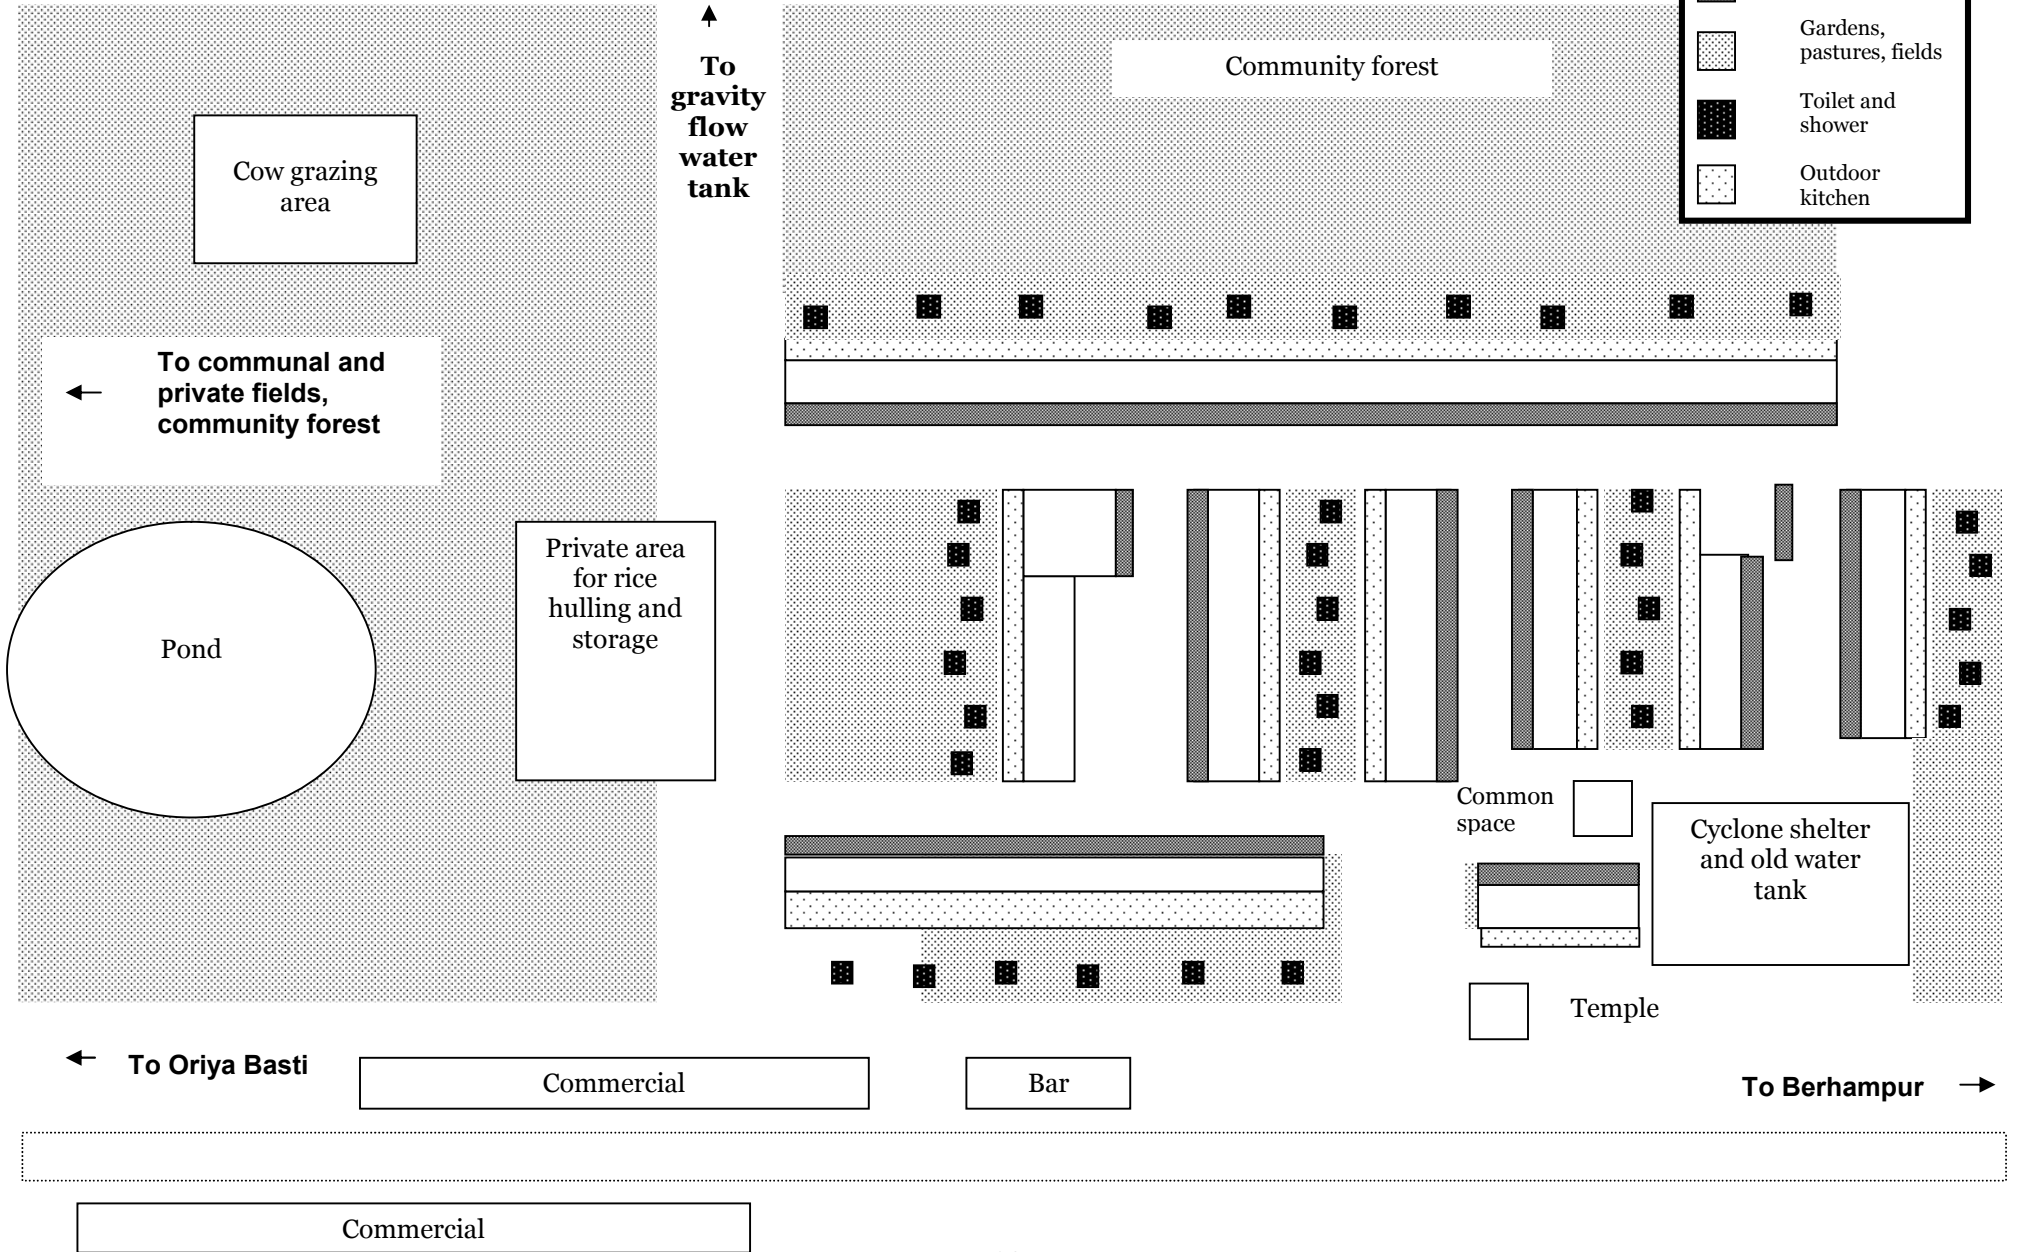 To
gravity
flow
water
tank
Community forest
Gardens,
pastures, fields
Toilet and
shower
Outdoor
kitchen
Cow grazing
area
To communal and
private fields,
community forest
Pond
Private area
for rice
hulling and
storage
Common
space
Cyclone shelter
and old water
tank
Temple
To Oriya Basti
Commercial
Bar
To Berhampur
Commercial